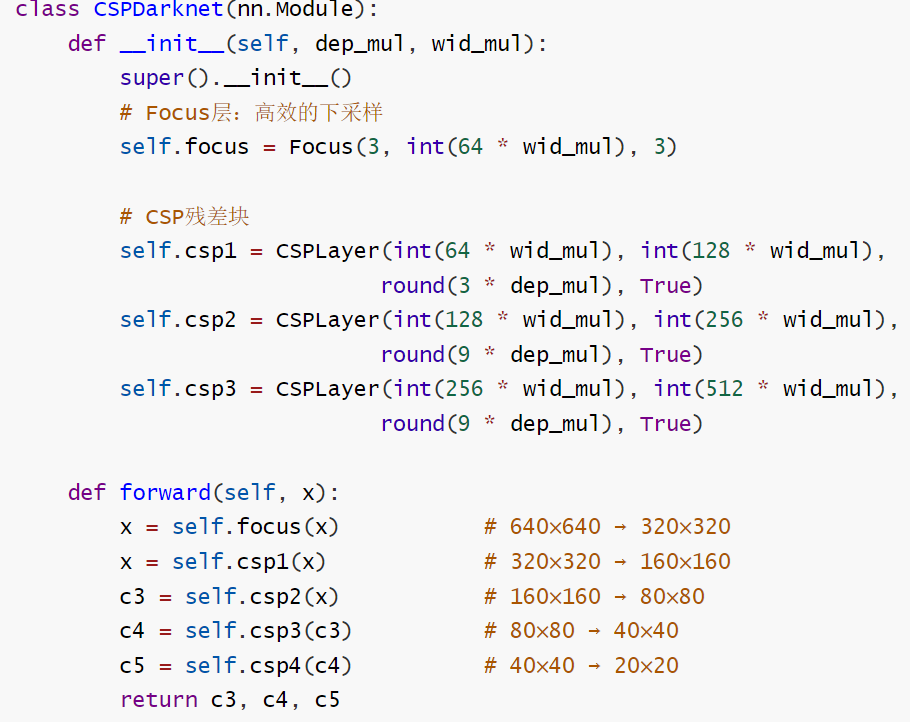 class CSPDarknet(nn.Module):
    def __init__(self, dep_mul, wid_mul):
        super().__init__()
        # Focus层：高效的下采样
        self.focus = Focus(3, int(64 * wid_mul), 3)

        # CSP残差块
        self.csp1 = CSPLayer(int(64 * wid_mul), int(128 * wid_mul),
                            round(3 * dep_mul), True)
        self.csp2 = CSPLayer(int(128 * wid_mul), int(256 * wid_mul),
                            round(9 * dep_mul), True)
        self.csp3 = CSPLayer(int(256 * wid_mul), int(512 * wid_mul),
                            round(9 * dep_mul), True)

    def forward(self, x):
        x = self.focus(x)           # 640×640 → 320×320
        x = self.csp1(x)            # 320×320 → 160×160
        c3 = self.csp2(x)           # 160×160 → 80×80
        c4 = self.csp3(c3)          # 80×80 → 40×40
        c5 = self.csp4(c4)          # 40×40 → 20×20
        return c3, c4, c5